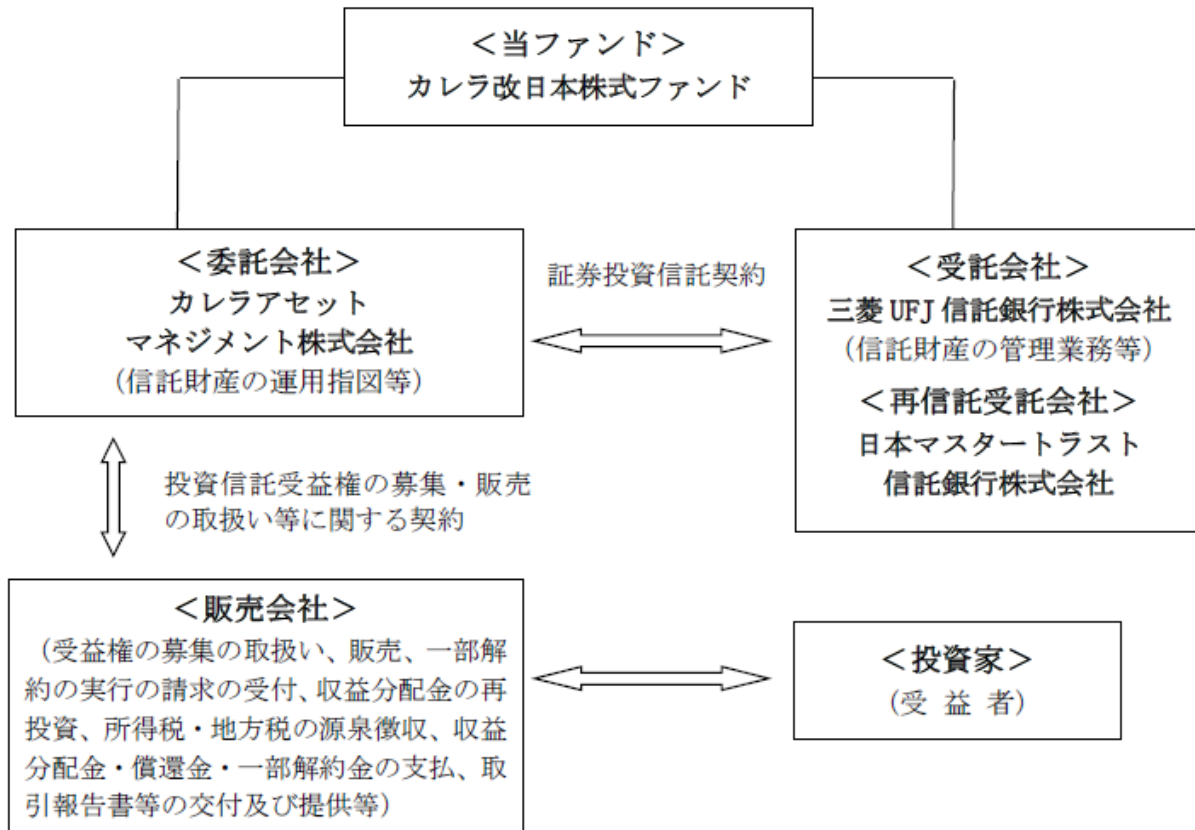 ＜当ファンド＞
カレラ改日本株式ファンド
＜委託会社＞
カレラアセット
マネジメント株式会社
（信託財産の運用指図等）
証券投資信託契約
＜受託会社＞
三菱 UFJ 信託銀行株式会社
（信託財産の管理業務等）
＜再信託受託会社＞
日本マスタートラスト
信託銀行株式会社
投資信託受益権の募集・販売
の取扱い等に関する契約
＜販売会社＞
（受益権の募集の取扱い、販売、一部解
約の実行の請求の受付、収益分配金の再
投資、所得税・地方税の源泉徴収、収益
分配金・償還金・一部解約金の支払、取
引報告書等の交付及び提供等）
＜投資家＞
（受 益 者）